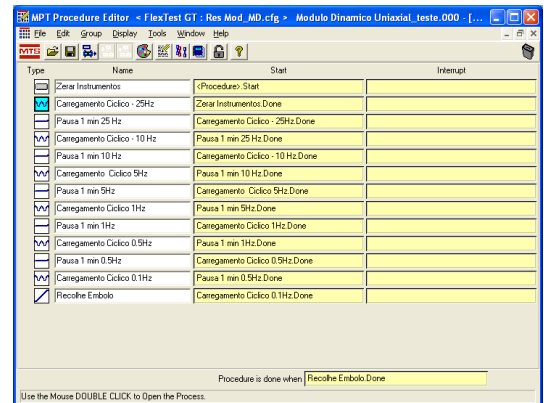 MPT Procedure Editor < FlexTest GT : Res Mod_MD.cfg > Modulo Dinamico Uniaxial_teste.000 - [...
File Edit Group Display Tools Window Help
MTS
Type Name Start Interrupt
Zerar Instrumentos <Procedure>.Start
Carregamento Ciclico - 25Hz Zerar Instrumentos.Done
Pausa 1 min 25 Hz Carregamento Ciclico - 25Hz.Done
Carregamento Ciclico - 10 Hz Pausa 1 min 25 Hz.Done
Pausa 1 min 10 Hz Carregamento Ciclico - 10 Hz.Done
Carregamento Ciclico 5Hz Pausa 1 min 10 Hz.Done
Pausa 1 min 5Hz Carregamento Ciclico 5Hz.Done
Carregamento Ciclico 1Hz Pausa 1 min 5Hz.Done
Pausa 1 min 1Hz Carregamento Ciclico 1Hz.Done
Carregamento Ciclico 0.5Hz Pausa 1 min 1Hz.Done
Pausa 1 min 0.5Hz Carregamento Ciclico 0.5Hz.Done
Carregamento Ciclico 0.1Hz Pausa 1 min 0.5Hz.Done
Recolhe Embolo Carregamento Ciclico 0.1Hz.Done
Procedure is done when Recolhe Embolo.Done
Use the Mouse DOUBLE CLICK to Open the Process.